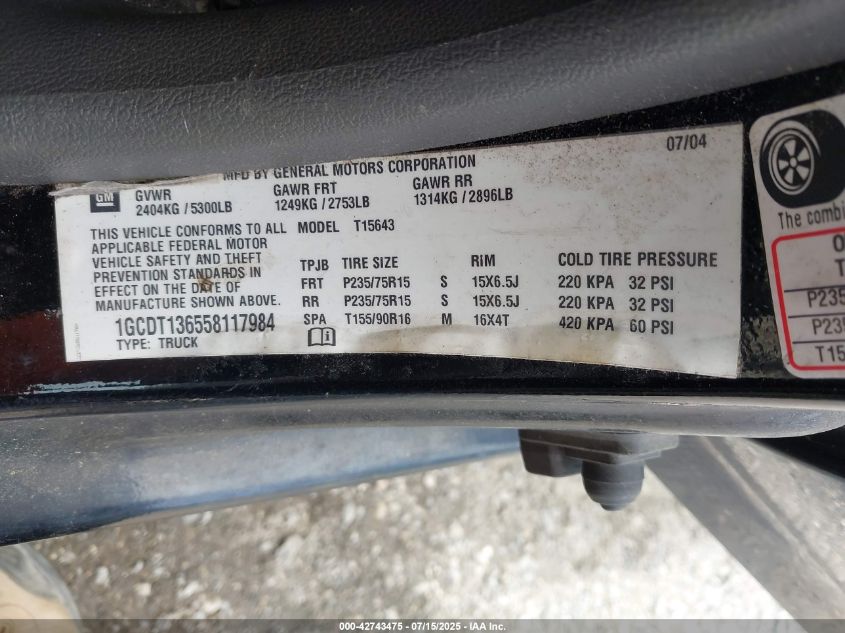 07/04
MFD BY GENERAL MOTORS CORPORATION
GM
GVWR GAWR FRT GAWR RR
2404KG / 5300LB 1249KG / 2753LB 1314KG / 2896LB
THIS VEHICLE CONFORMS TO ALL MODEL T15643
APPLICABLE FEDERAL MOTOR
VEHICLE SAFETY AND THEFT TPJB TIRE SIZE RIM COLD TIRE PRESSURE
PREVENTION STANDARDS IN FRT P235/75R15 S 15X6.5J 220 KPA 32 PSI
EFFECT ON THE DATE OF RR P235/75R15 S 15X6.5J 220 KPA 32 PSI
MANUFACTURE SHOWN ABOVE. SPA T155/90R16 M 16X4T 420 KPA 60 PSI
1GCDT136558117984
TYPE: TRUCK
The combi
O
T
P235
P23
T15
000-42743475 - 07/15/2025 - IAA Inc.